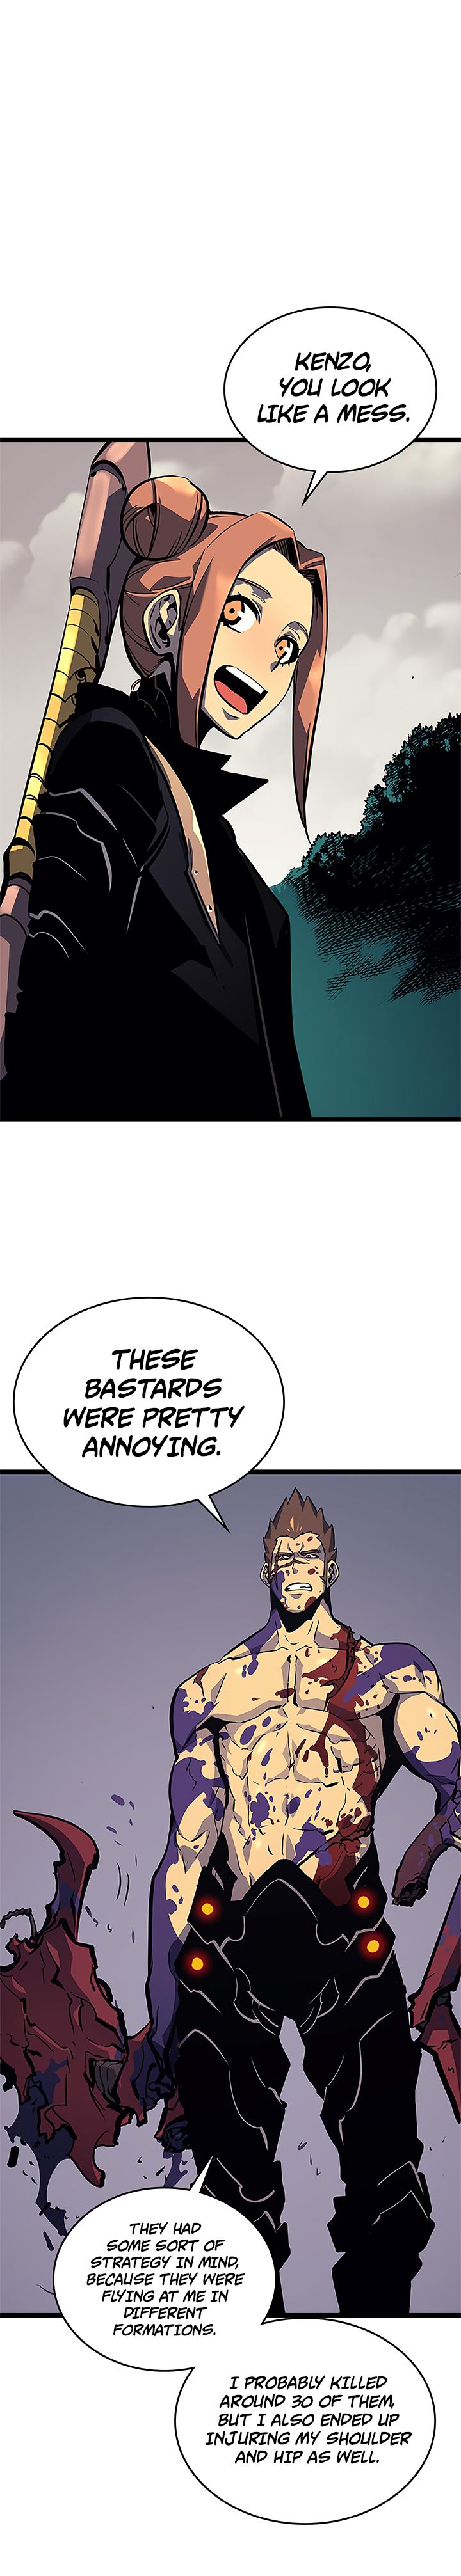 KENZO,
YOU LOOK
LIKE A MESS.
THESE
BASTARDS
WERE PRETTY
ANNOYING.
THEY HAD
SOME SORT OF
STRATEGY IN MIND,
BECAUSE THEY WERE
FLYING AT ME IN
DIFFERENT
FORMATIONS.
I PROBABLY KILLED
AROUND 30 OF THEM,
BUT I ALSO ENDED UP
INJURING MY SHOULDER
AND HIP AS WELL.